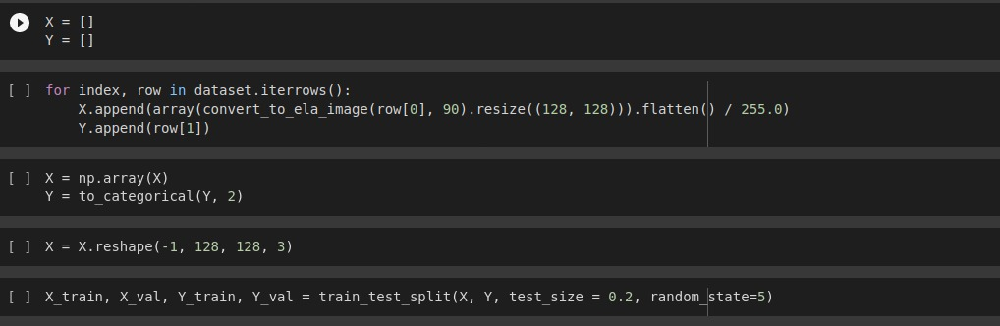 X = []
Y = []
[ ] for index, row in dataset.iterrows():
X.append(array(convert_to_ela_image(row[0], 90).resize((128, 128))).flatten() / 255.0)
Y.append(row[1])
[ ] X = np.array(X)
Y = to_categorical(Y, 2)
[ ] X = X.reshape(-1, 128, 128, 3)
[ ] X_train, X_val, Y_train, Y_val = train_test_split(X, Y, test_size = 0.2, random_state=5)